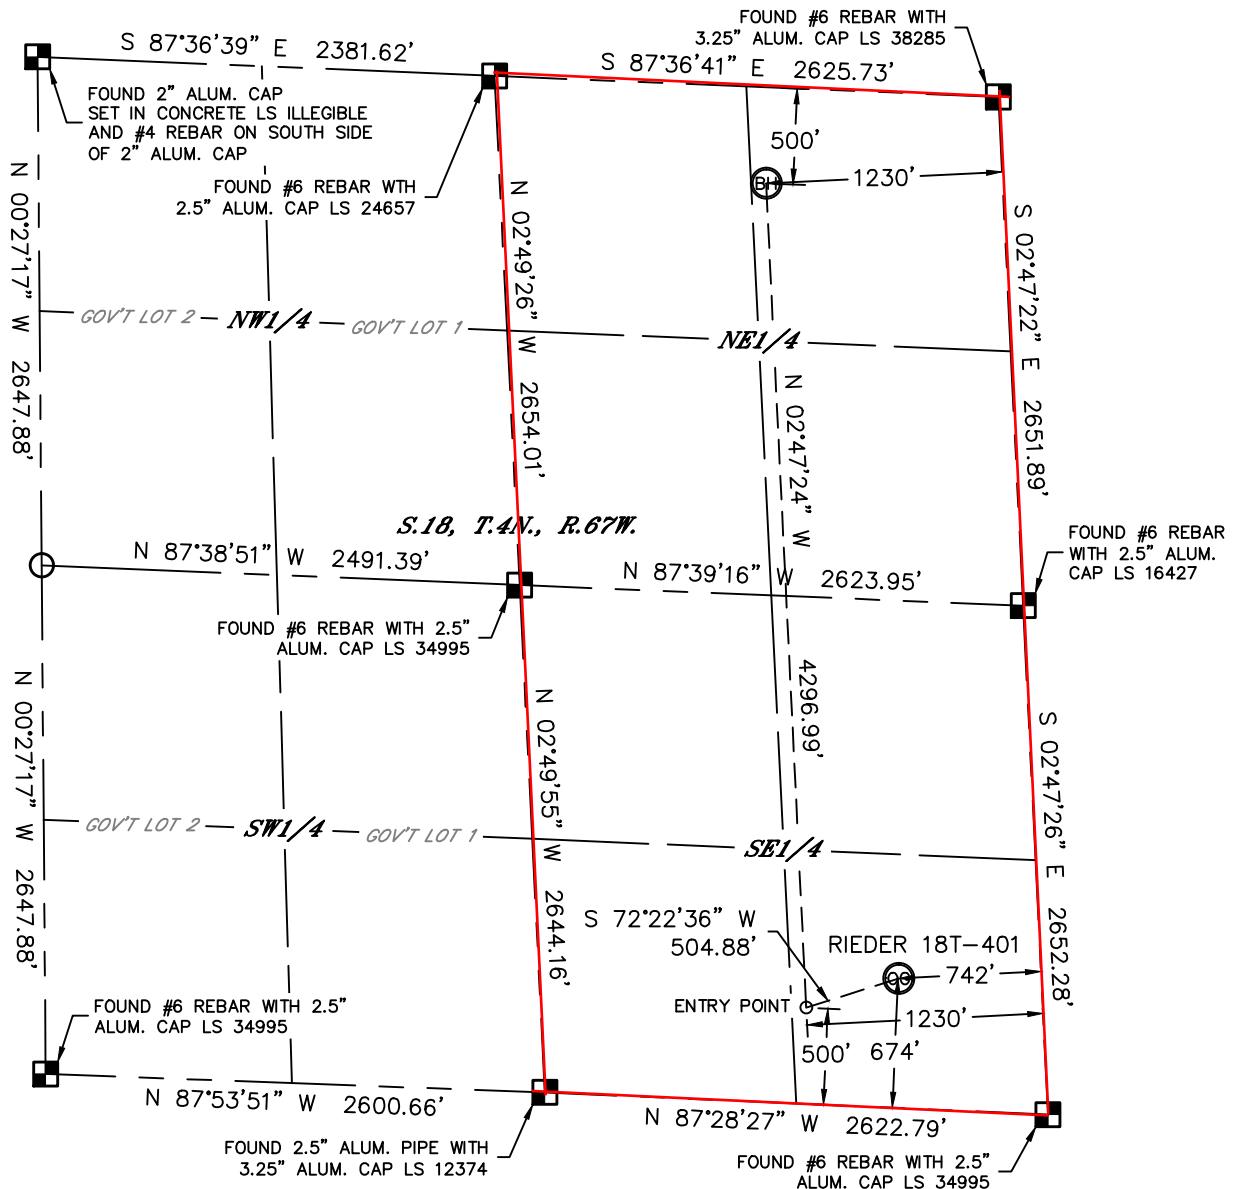 FOUND #6 REBAR WITH
3.25" ALUM. CAP LS 38285
S 87°36'39" E 2381.62'
S 87°36'41" E 2625.73'
FOUND 2" ALUM. CAP
SET IN CONCRETE LS ILLEGIBLE
AND #4 REBAR ON SOUTH SIDE
OF 2" ALUM. CAP
500'
BH
1230'
FOUND #6 REBAR WTH
2.5" ALUM. CAP LS 24657
N 00°27'17" W 2647.88'
N 02°49'26" W 2654.01'
S 02°47'22" E 2651.89'
GOV'T LOT 2
NW1/4
GOV'T LOT 1
NE1/4
N 02°47'24" W 4296.99'
S.18, T.4N., R.67W.
FOUND #6 REBAR
WITH 2.5" ALUM.
CAP LS 16427
N 87°38'51" W 2491.39'
N 87°39'16" W 2623.95'
FOUND #6 REBAR WITH 2.5"
ALUM. CAP LS 34995
N 00°27'17" W 2647.88'
N 02°49'55" W 2644.16'
S 02°47'26" E 2652.28'
GOV'T LOT 2
SW1/4
GOV'T LOT 1
SE1/4
S 72°22'36" W
504.88'
RIEDER 18T-401
OG
742'
ENTRY POINT
1230'
500'
674'
FOUND #6 REBAR WITH 2.5"
ALUM. CAP LS 34995
N 87°53'51" W 2600.66'
N 87°28'27" W 2622.79'
FOUND 2.5" ALUM. PIPE WITH
3.25" ALUM. CAP LS 12374
FOUND #6 REBAR WITH 2.5"
ALUM. CAP LS 34995